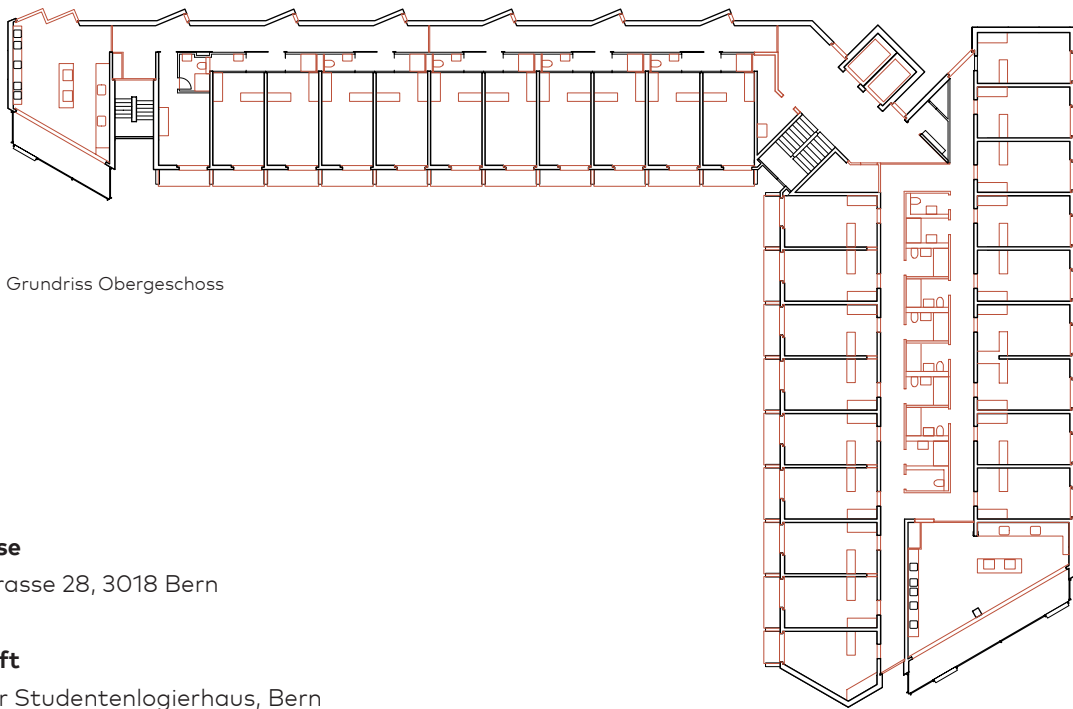 Grundriss Obergeschoss
se
rasse 28, 3018 Bern
ft
r Studentenlogierhaus, Bern